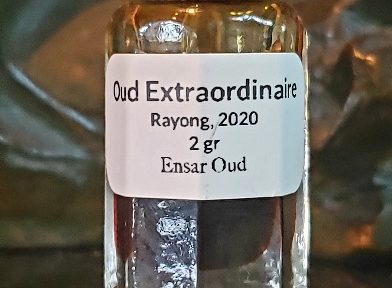 Oud Extraordinaire
Rayong, 2020
2 gr
Ensar Oud